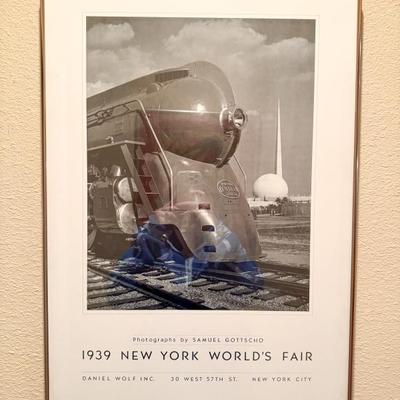 Photographs by SAMUEL GOTTSCHO
1939 NEW YORK WORLD'S FAIR
DANIEL WOLF INC. 30 WEST 57TH ST. NEW YORK CITY